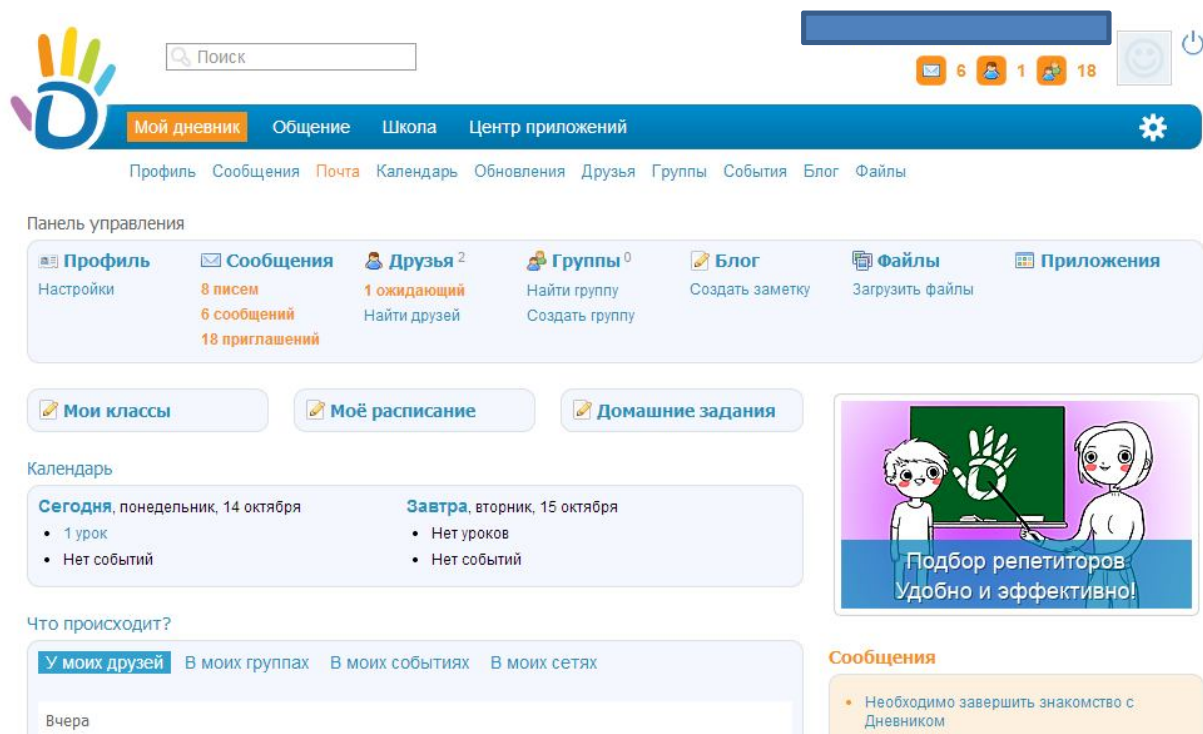 Поиск
6 1 18
Мой дневник Общение Школа Центр приложений
Профиль Сообщения Почта Календарь Обновления Друзья Группы События Блог Файлы
Панель управления
Профиль Сообщения Друзья 2 Группы 0 Блог Файлы Приложения
Настройки 8 писем 1 ожидающий Найти группу Создать заметку Загрузить файлы
6 сообщений Найти друзей Создать группу
18 приглашений
Мои классы Моё расписание Домашние задания
Календарь
Сегодня, понедельник, 14 октября Завтра, вторник, 15 октября
• 1 урок • Нет уроков
• Нет событий • Нет событий
Подбор репетиторов
Удобно и эффективно!
Что происходит?
У моих друзей В моих группах В моих событиях В моих сетях
Вчера
Сообщения
• Необходимо завершить знакомство с
Дневником